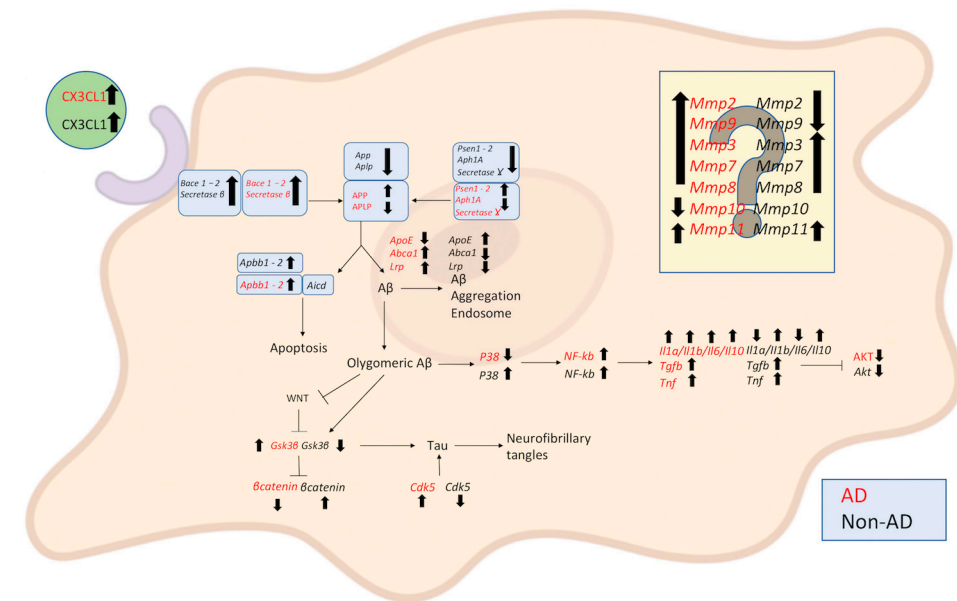 CX3CL1
CX3CL1
Bace 1 – 2
Secretase β
Bace 1 – 2
Secretase β
App
Aplp
APP
APLP
Psen1 - 2
Aph1A
Secretase ɣ
Psen1 - 2
Aph1A
Secretase ɣ
Mmp2 Mmp2
Mmp9 Mmp9
Mmp3 Mmp3
Mmp7 Mmp7
Mmp8 Mmp8
Mmp10 Mmp10
Mmp11 Mmp11
?
ApoE
Abca1
Lrp
ApoE
Abca1
Lrp
Apbb1 - 2
Apbb1 - 2
Aicd
Aβ
Aβ
Aggregation
Endosome
Apoptosis
Olygomeric Aβ
P38
P38
NF-kb
NF-kb
Il1a/Il1b/Il6/Il10
Tgfb
Tnf
Il1a/Il1b/Il6/Il10
Tgfb
Tnf
AKT
Akt
WNT
Gsk3β Gsk3β
Tau
Neurofibrillary
tangles
βcatenin βcatenin
Cdk5 Cdk5
AD
Non-AD